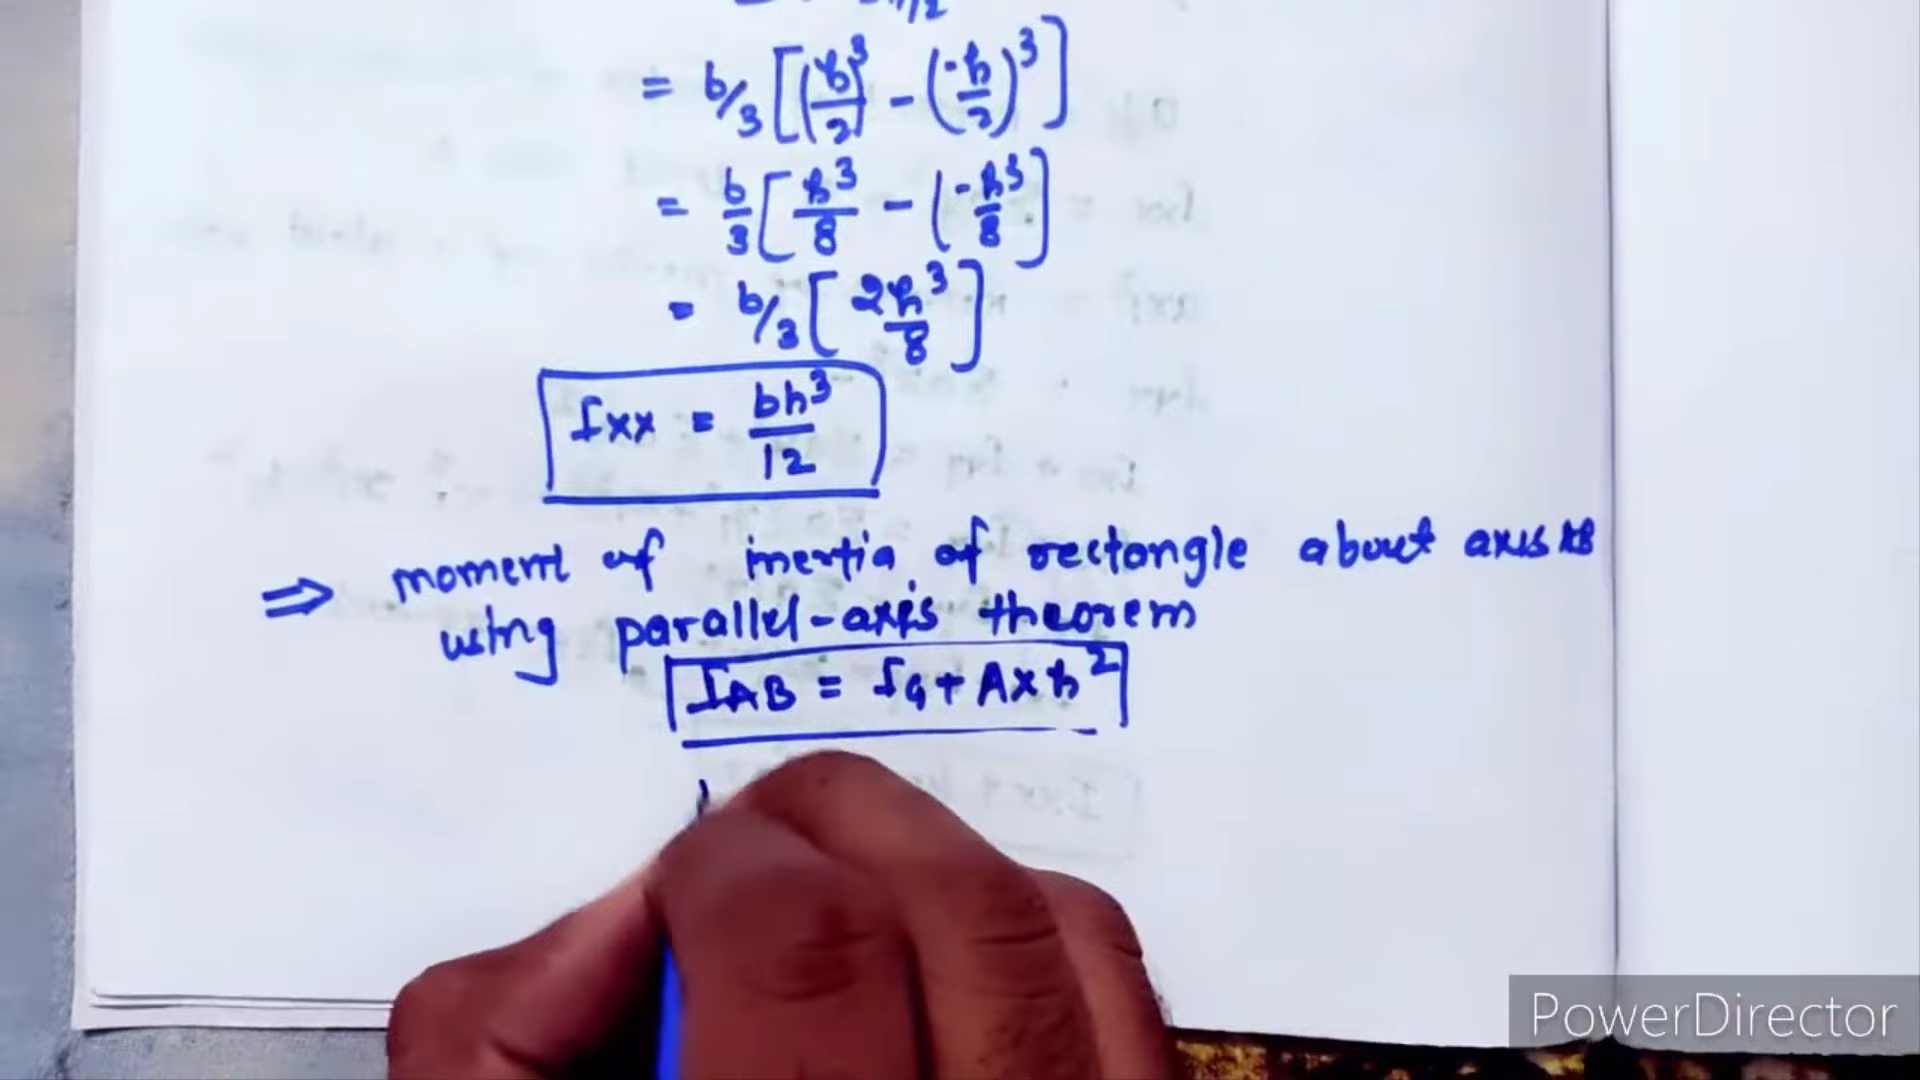 = b/3 [(h/2)³ - (-h/2)³]
= b/3 [h³/8 - (-h³/8]
= b/3 [2h³/8]
Ixx = bh³/12
⇒ moment of inertia of rectongle about axis AB
using parallel-axis theorem
IAB = IG + A x h²
PowerDirector